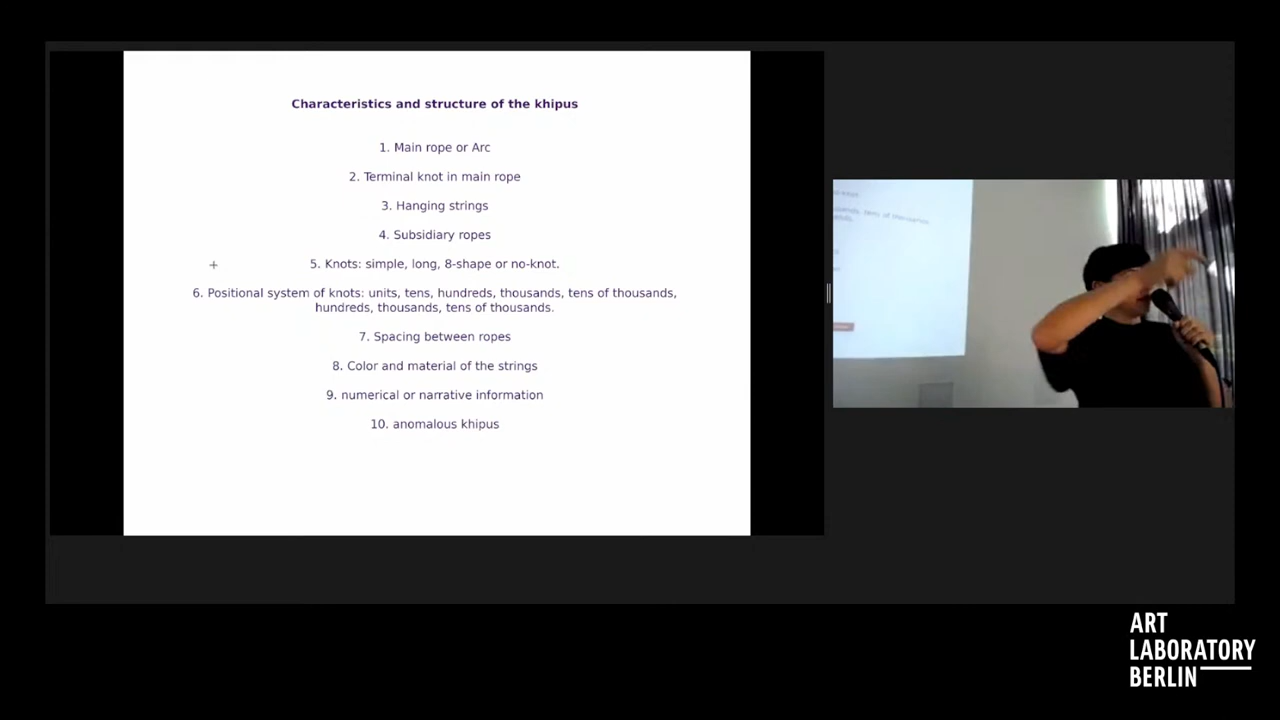 Characteristics and structure of the khipus
1. Main rope or Arc
2. Terminal knot in main rope
3. Hanging strings
4. Subsidiary ropes
5. Knots: simple, long, 8-shape or no-knot.
6. Positional system of knots: units, tens, hundreds, thousands, tens of thousands,
hundreds, thousands, tens of thousands.
7. Spacing between ropes
8. Color and material of the strings
9. numerical or narrative information
10. anomalous khipus
tens of thousands,
ART
LABORATORY
BERLIN